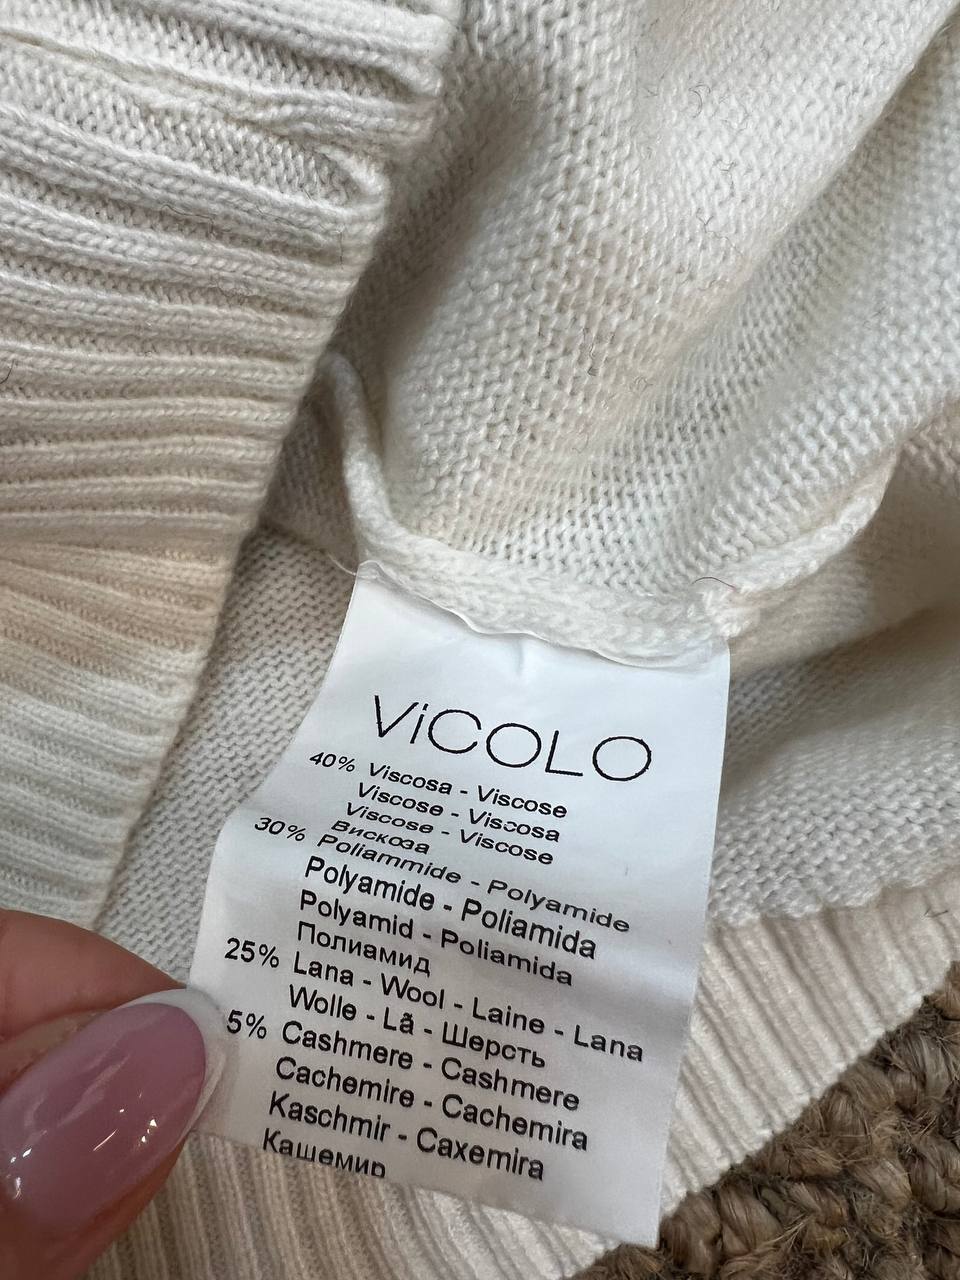 ViCOLO
40% Viscosa - Viscose
Viscose - Viscosa
Viscose - Viscose
Вискоза
30% Poliammide - Polyamide
Polyamide - Poliamida
Polyamid - Poliamida
Полиамид
25% Lana - Wool - Laine - Lana
Wolle - Lã - Шерсть
5% Cashmere - Cashmere
Cachemire - Cachemira
Kaschmir - Caxemira
Кашемир